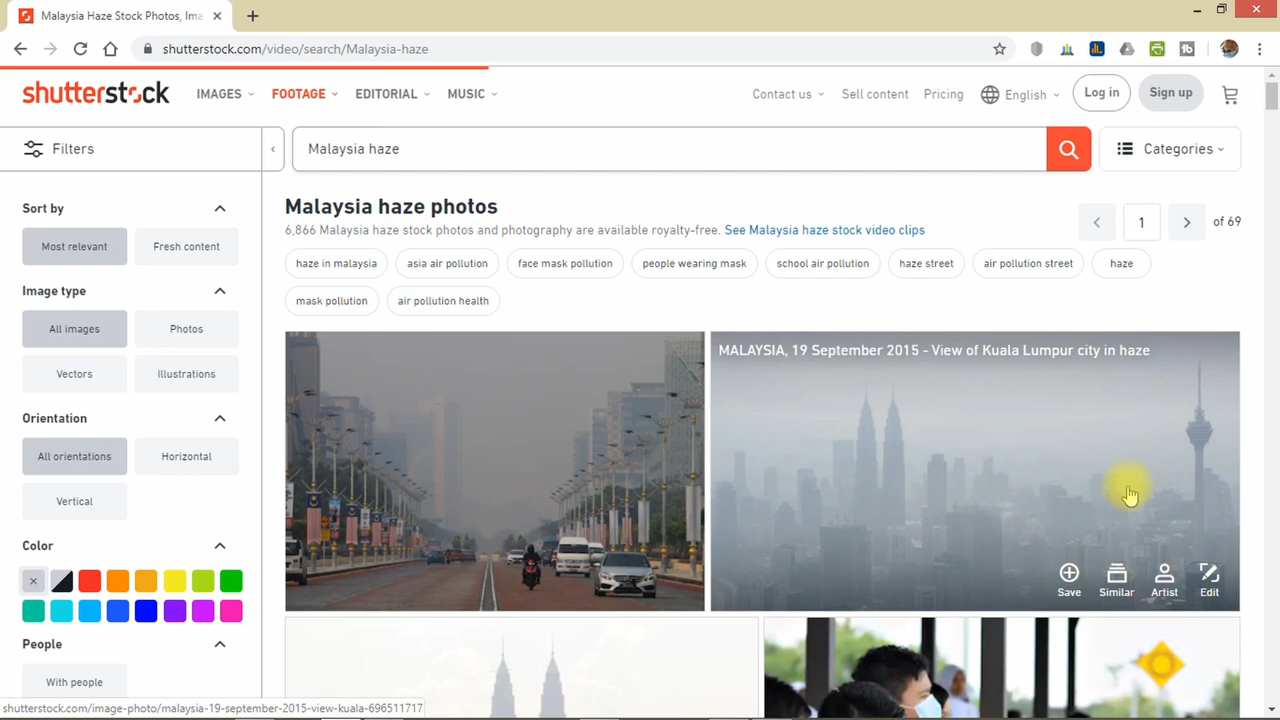 Malaysia Haze Stock Photos, Ima
shutterstock.com/video/search/Malaysia-haze
shutterstock IMAGES FOOTAGE EDITORIAL MUSIC Contact us Sell content Pricing English Log in Sign up
Filters Malaysia haze Categories
Sort by
Most relevant Fresh content
Image type
All images Photos
Vectors Illustrations
Orientation
All orientations Horizontal
Vertical
Color
People
With people
Malaysia haze photos
6,866 Malaysia haze stock photos and photography are available royalty-free. See Malaysia haze stock video clips
1 of 69
haze in malaysia asia air pollution face mask pollution people wearing mask school air pollution haze street air pollution street haze
mask pollution air pollution health
MALAYSIA, 19 September 2015 - View of Kuala Lumpur city in haze
Save Similar Artist Edit
shutterstock.com/image-photo/malaysia-19-september-2015-view-kuala-696511717